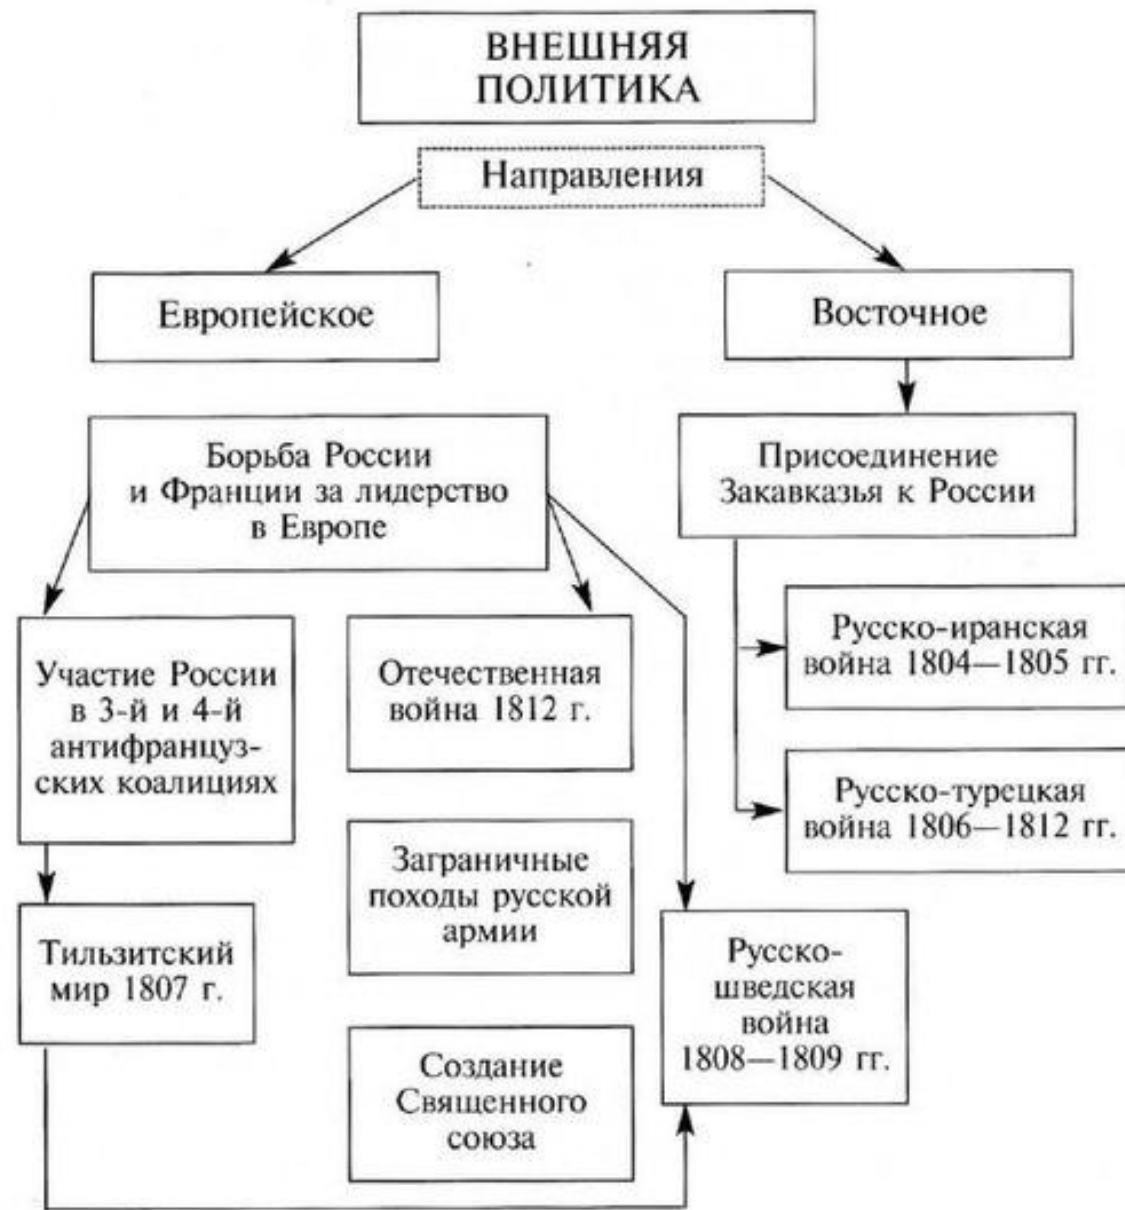 ВНЕШНЯЯ
ПОЛИТИКА
Направления
Европейское
Восточное
Борьба России
и Франции за лидерство
в Европе
Присоединение
Закавказья к России
Участие России
в 3-й и 4-й
антифранцуз-
ских коалициях
Отечественная
война 1812 г.
Русско-иранская
война 1804—1805 гг.
Русско-турецкая
война 1806—1812 гг.
Заграничные
походы русской
армии
Тильзитский
мир 1807 г.
Русско-
шведская
война
1808—1809 гг.
Создание
Священного
союза